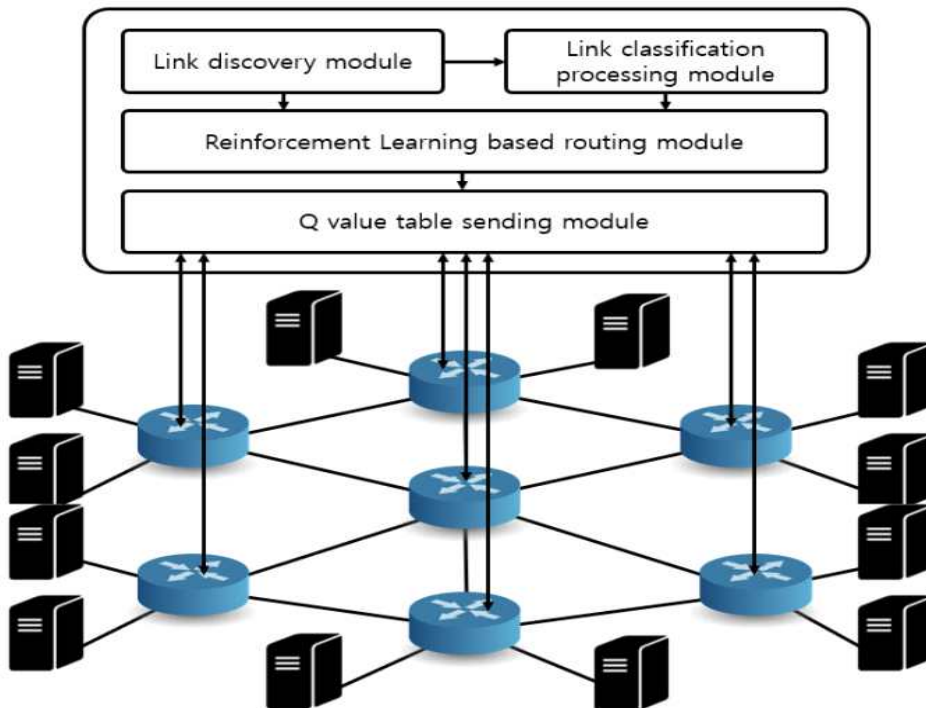 Link discovery module
Link classification
processing module
Reinforcement Learning based routing module
Q value table sending module